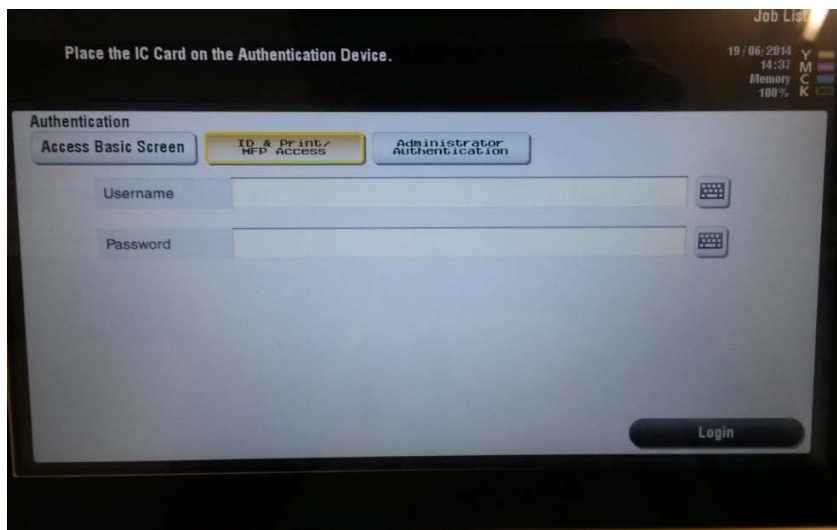 Job List
Place the IC Card on the Authentication Device.
19/06/2014
14:37
Memory
100%
Y
M
C
K
Authentication
Access Basic Screen
ID & Print/
MFP Access
Administrator
Authentication
Username
Password
Login